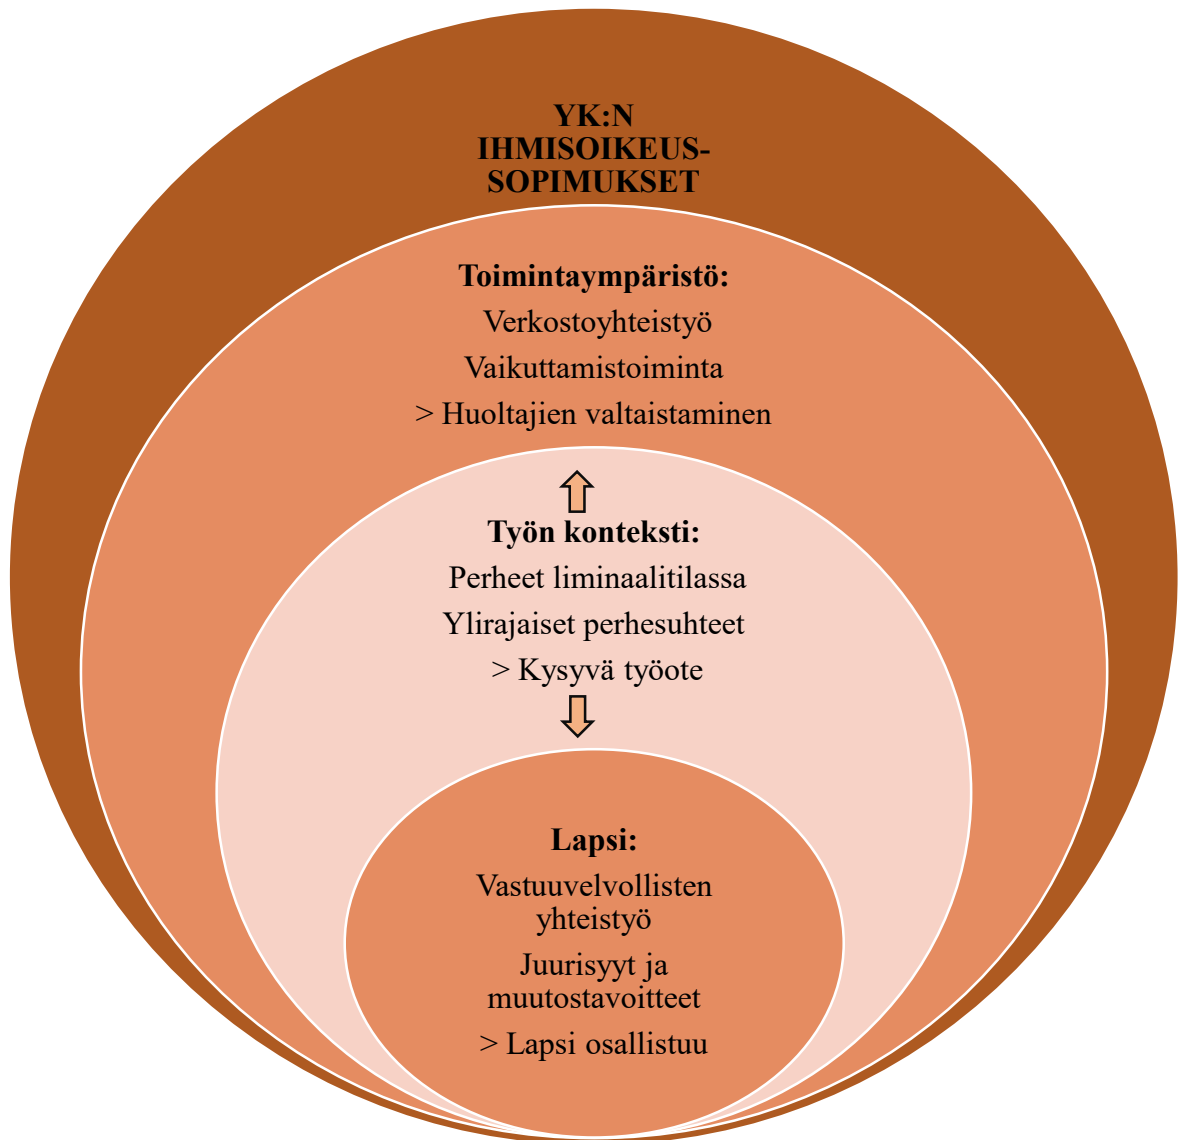 YK:N
IHMISOIKEUS-
SOPIMUKSET
Toimintaympäristö:
Verkostoyhteistyö
Vaikuttamistoiminta
> Huoltajien valtaistaminen
Työn konteksti:
Perheet liminaalitilassa
Ylirajaiset perhesuhteet
> Kysyvä työote
Lapsi:
Vastuuvelvollisten
yhteistyö
Juurisyyt ja
muutostavoitteet
> Lapsi osallistuu